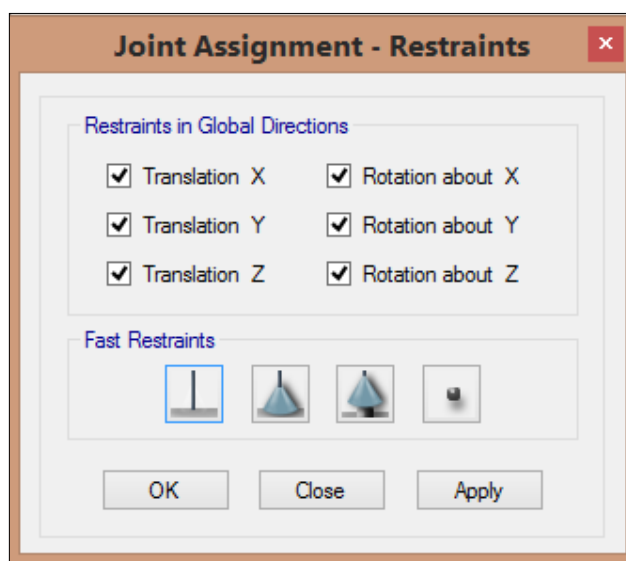 Joint Assignment - Restraints
Restraints in Global Directions
Translation X Rotation about X
Translation Y Rotation about Y
Translation Z Rotation about Z
Fast Restraints
OK Close Apply